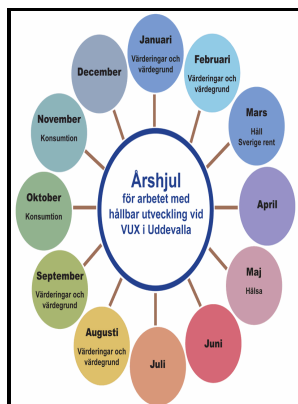 Januari
Värderingar och
värdegrund
Februari
Värderingar och
värdegrund
Mars
Håll
Sverige rent
April
Maj
Hälsa
Juni
Juli
Augusti
Värderingar och
värdegrund
September
Värderingar och
värdegrund
Oktober
Konsumtion
November
Konsumtion
December
Årshjul
för arbetet med
hållbar utveckling vid
VUX i Uddevalla